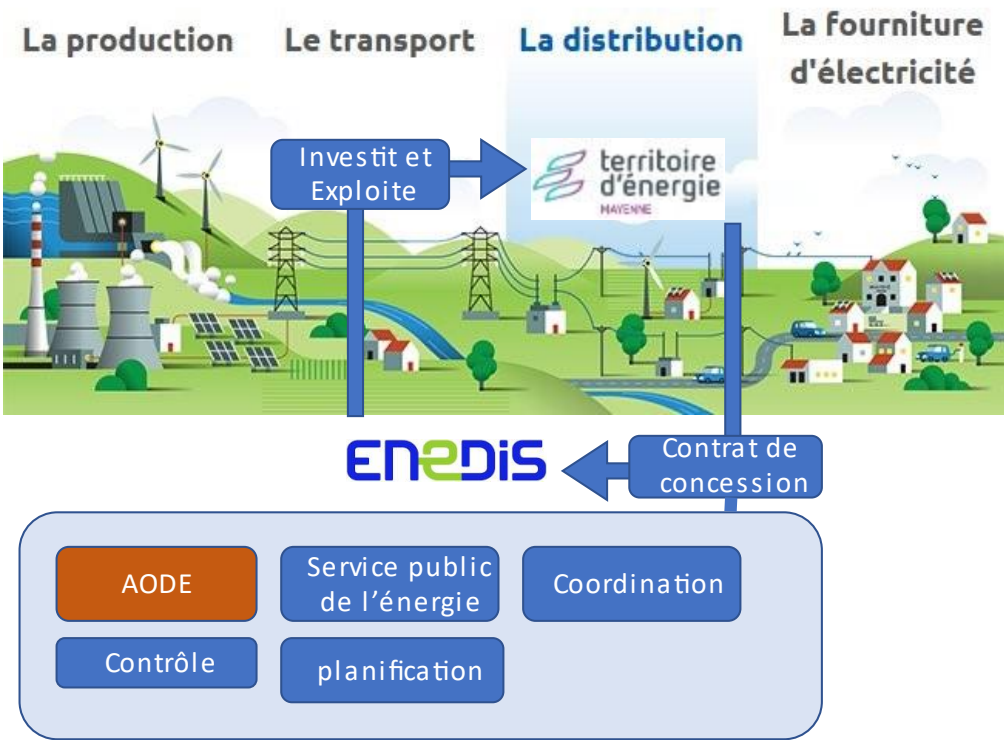 La production
Le transport
La distribution
La fourniture
d'électricité
Investit et
Exploite
territoire
d'énergie
MAYENNE
ENEDIS
Contrat de
concession
AODE
Service public
de l'énergie
Coordination
Contrôle
planification